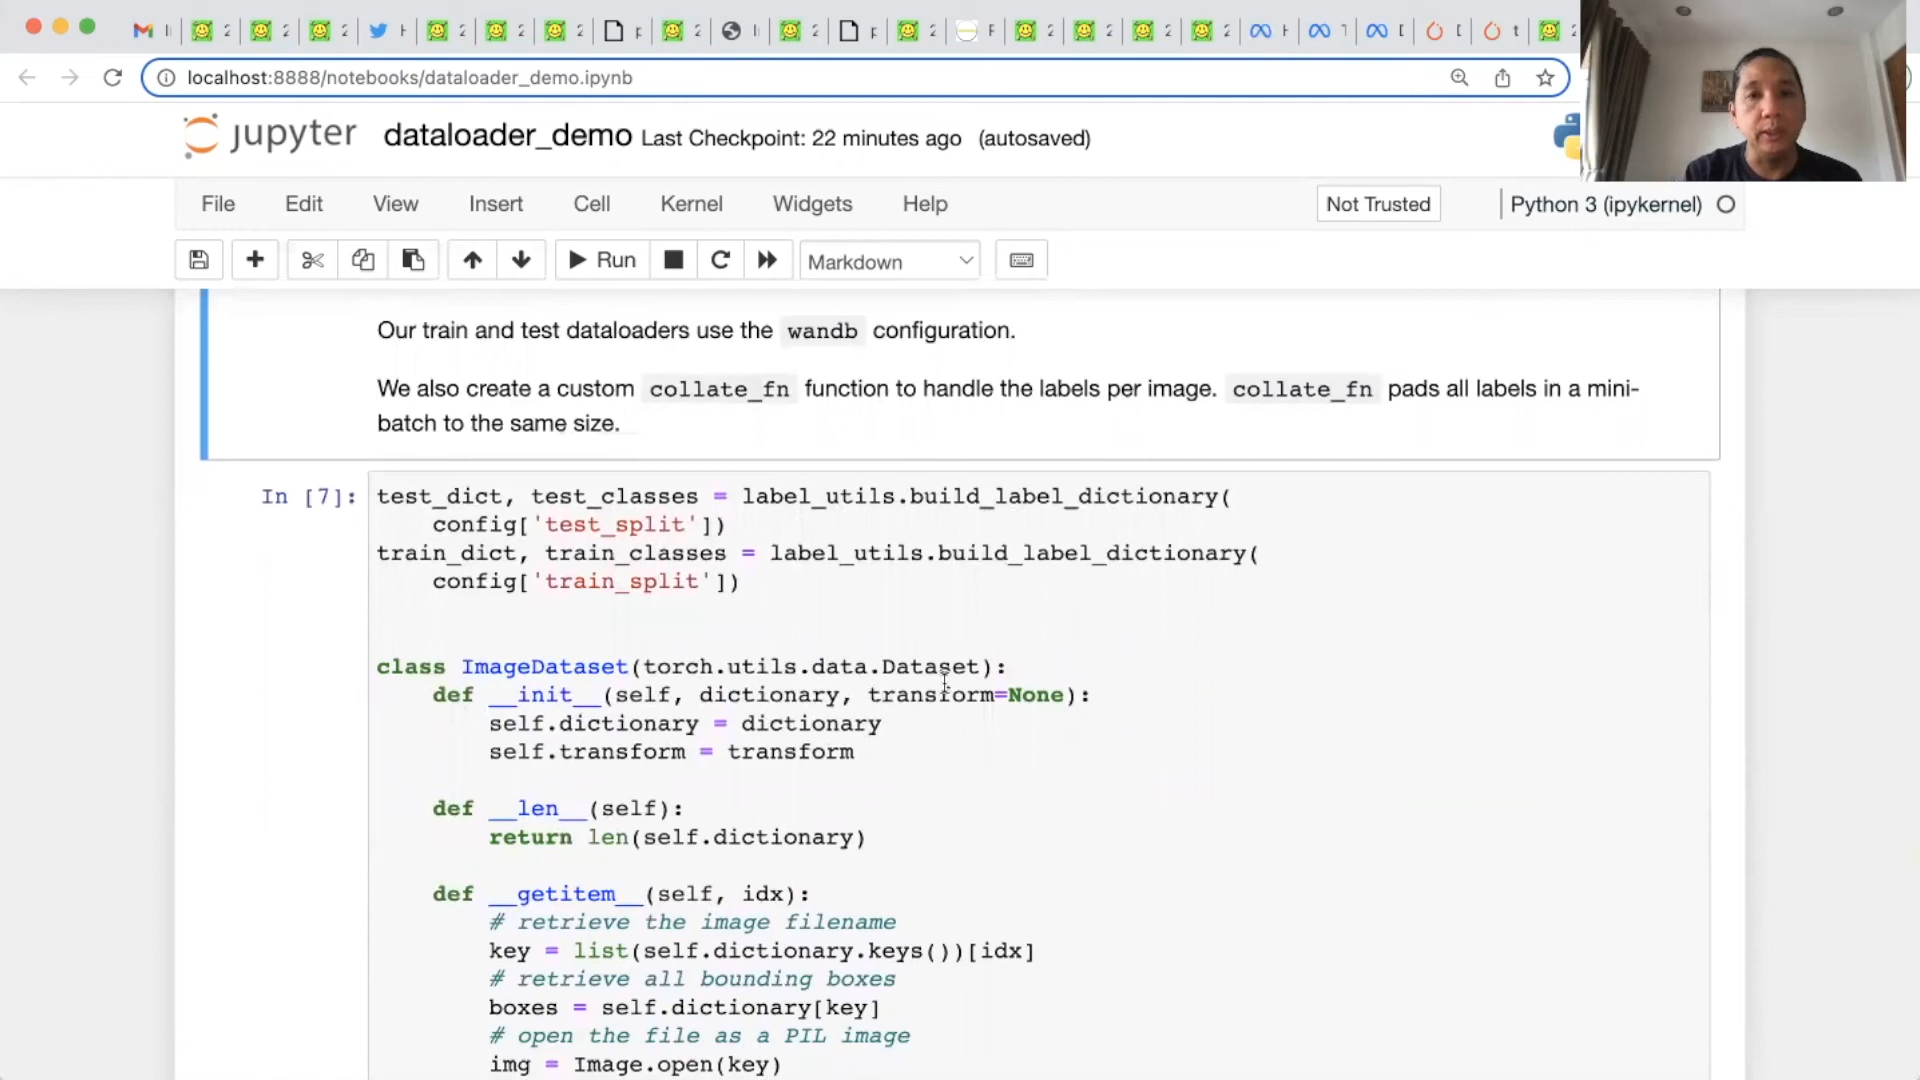 localhost:8888/notebooks/dataloader_demo.ipynb
jupyter dataloader_demo Last Checkpoint: 22 minutes ago (autosaved)
File Edit View Insert Cell Kernel Widgets Help Not Trusted Python 3 (ipykernel)
Run Markdown
Our train and test dataloaders use the wandb configuration.
We also create a custom collate_fn function to handle the labels per image. collate_fn pads all labels in a mini-
batch to the same size.
In [7]: test_dict, test_classes = label_utils.build_label_dictionary(
config['test_split'])
train_dict, train_classes = label_utils.build_label_dictionary(
config['train_split'])
class ImageDataset(torch.utils.data.Dataset):
def __init__(self, dictionary, transform=None):
self.dictionary = dictionary
self.transform = transform
def __len__(self):
return len(self.dictionary)
def __getitem__(self, idx):
# retrieve the image filename
key = list(self.dictionary.keys())[idx]
# retrieve all bounding boxes
boxes = self.dictionary[key]
# open the file as a PIL image
img = Image.open(key)